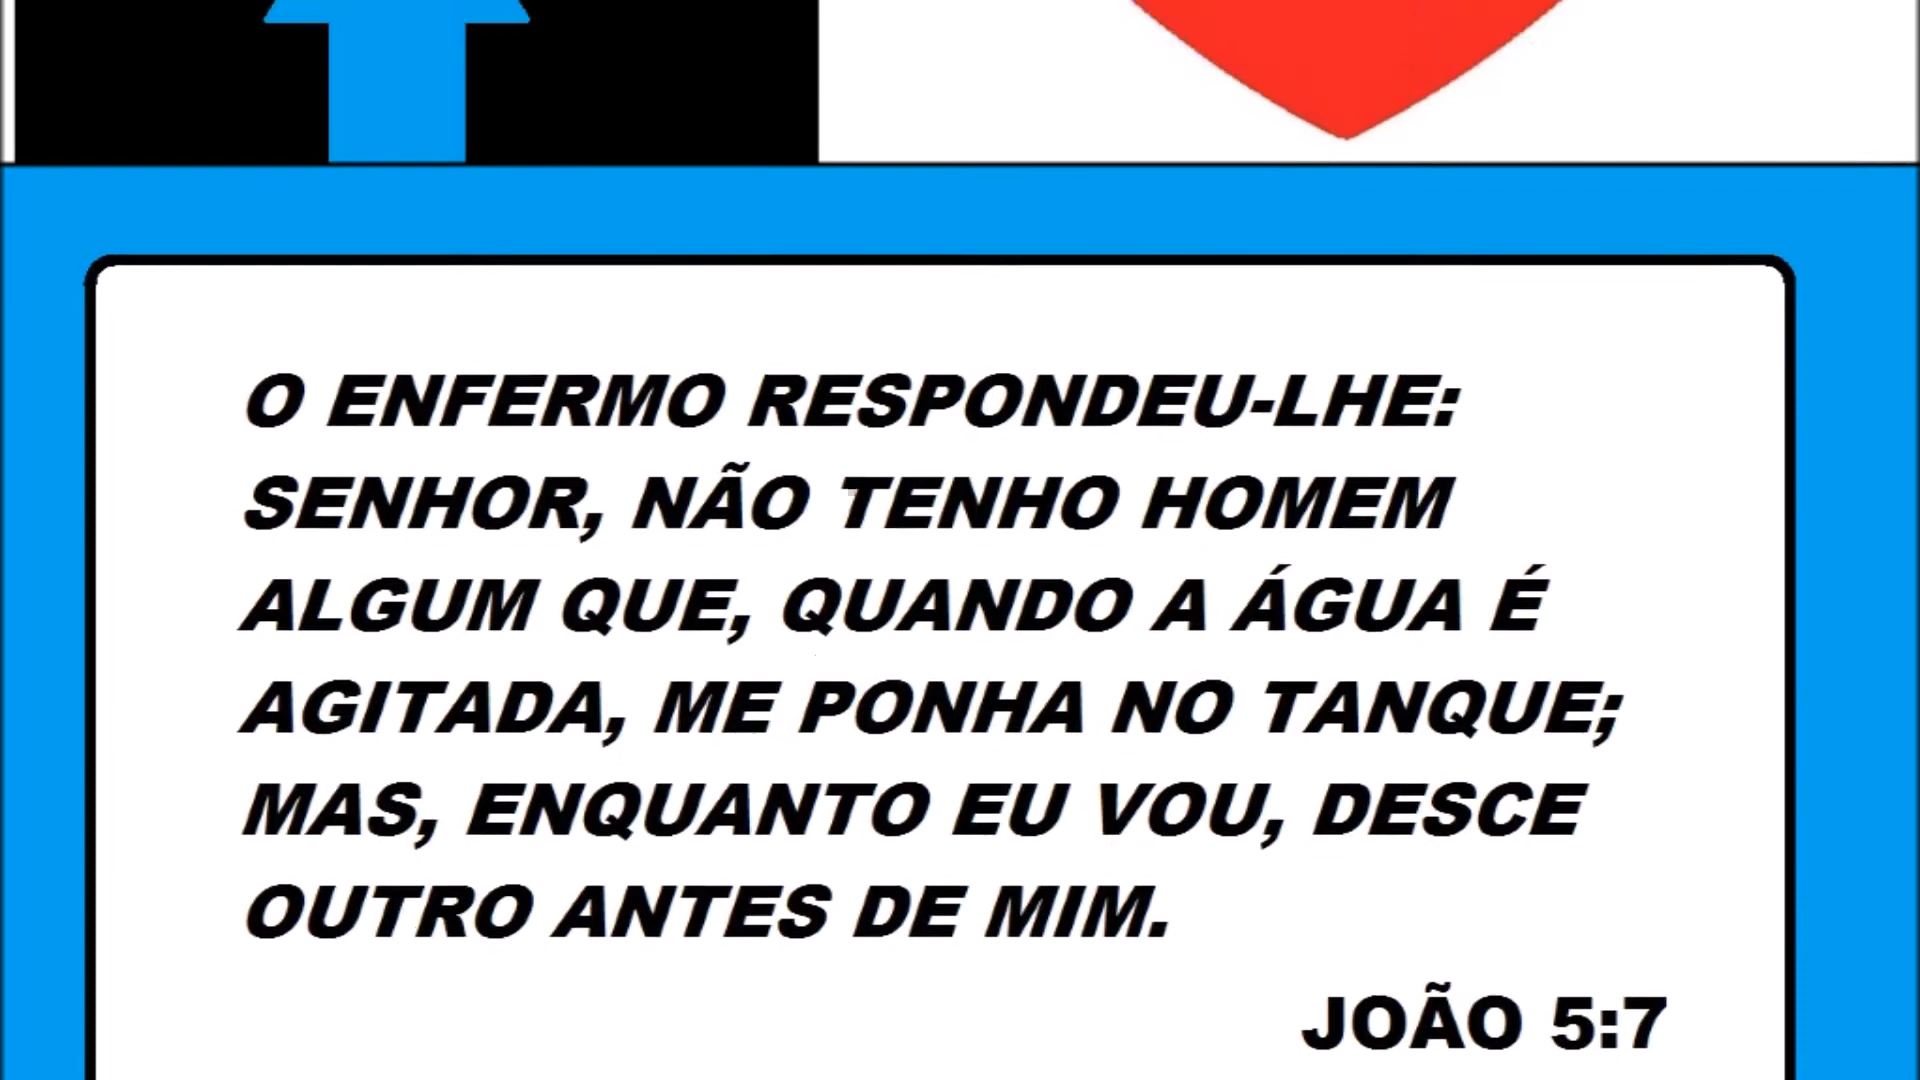 O ENFERMO RESPONDEU-LHE:
SENHOR, NÃO TENHO HOMEM
ALGUM QUE, QUANDO A ÁGUA É
AGITADA, ME PONHA NO TANQUE;
MAS, ENQUANTO EU VOU, DESCE
OUTRO ANTES DE MIM.
JOÃO 5:7